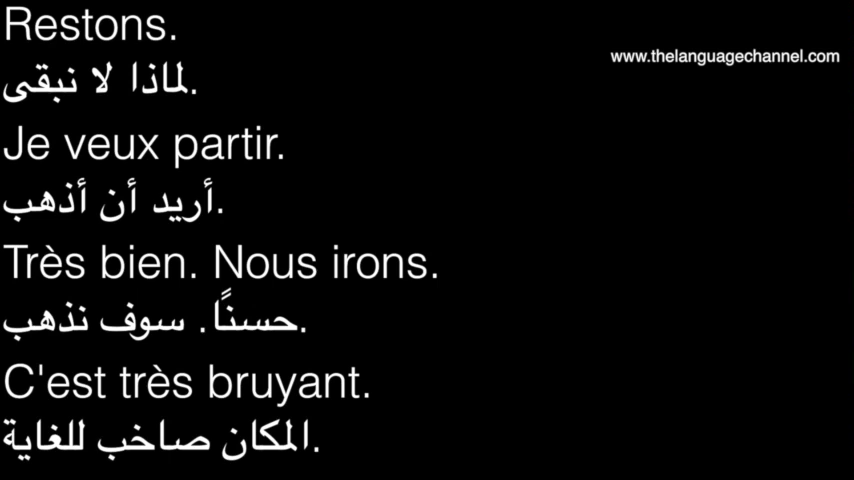 Restons.
www.thelanguagechannel.com
لماذا لا نبقى.
Je veux partir.
أريد أن أذهب.
Très bien. Nous irons.
حسنًا. سوف نذهب.
C'est très bruyant.
المكان صاخب للغاية.